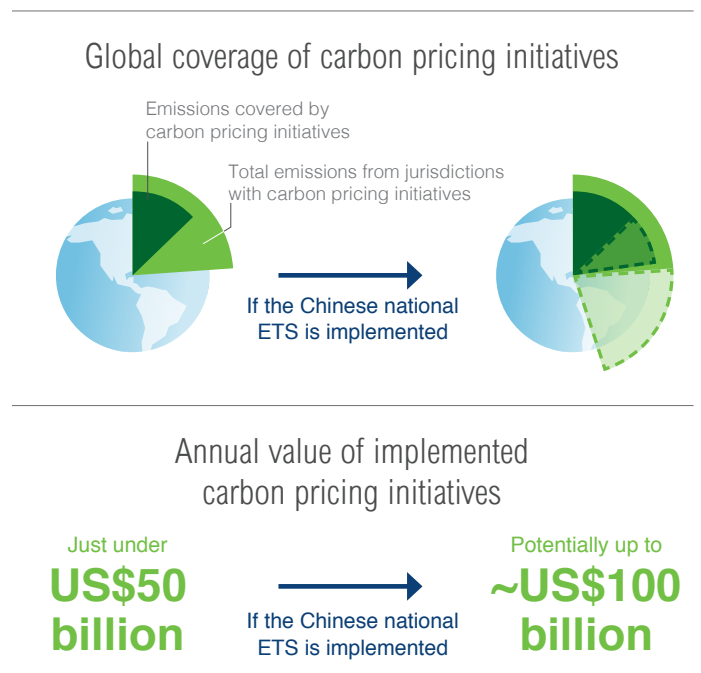 Global coverage of carbon pricing initiatives
Emissions covered by
carbon pricing initiatives
Total emissions from jurisdictions
with carbon pricing initiatives
If the Chinese national
ETS is implemented
Annual value of implemented
carbon pricing initiatives
Just under
US$50
billion
If the Chinese national
ETS is implemented
Potentially up to
~US$100
billion